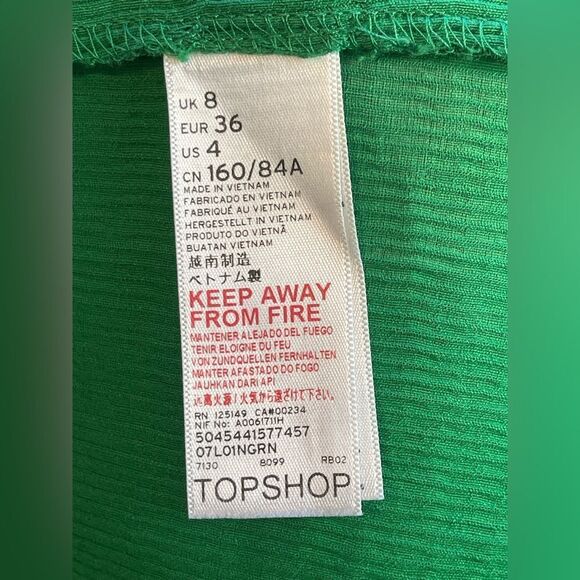 UK 8
EUR 36
US 4
CN 160/84A
MADE IN VIETNAM
FABRICADO EN VIETNAM
FABRIQUÉ AU VIETNAM
HERGESTELLT IN VIETNAM
PRODUTO DO VIETNÃ
BUATAN VIETNAM
越南制造
ベトナム製
KEEP AWAY
FROM FIRE
MANTENER ALEJADO DEL FUEGO
TENIR ELOIGNE DU FEU
VON ZUNDQUELLEN FERNHALTEN
MANTER AFASTADO DO FOGO
JAUHKAN DARI API
远离火源/火気から遠ざけて下さい。
RN 125149 CA#00234
NIF No: A0061711H
5045441577457
07L01NGRN
7130 8099 RB02
TOPSHOP